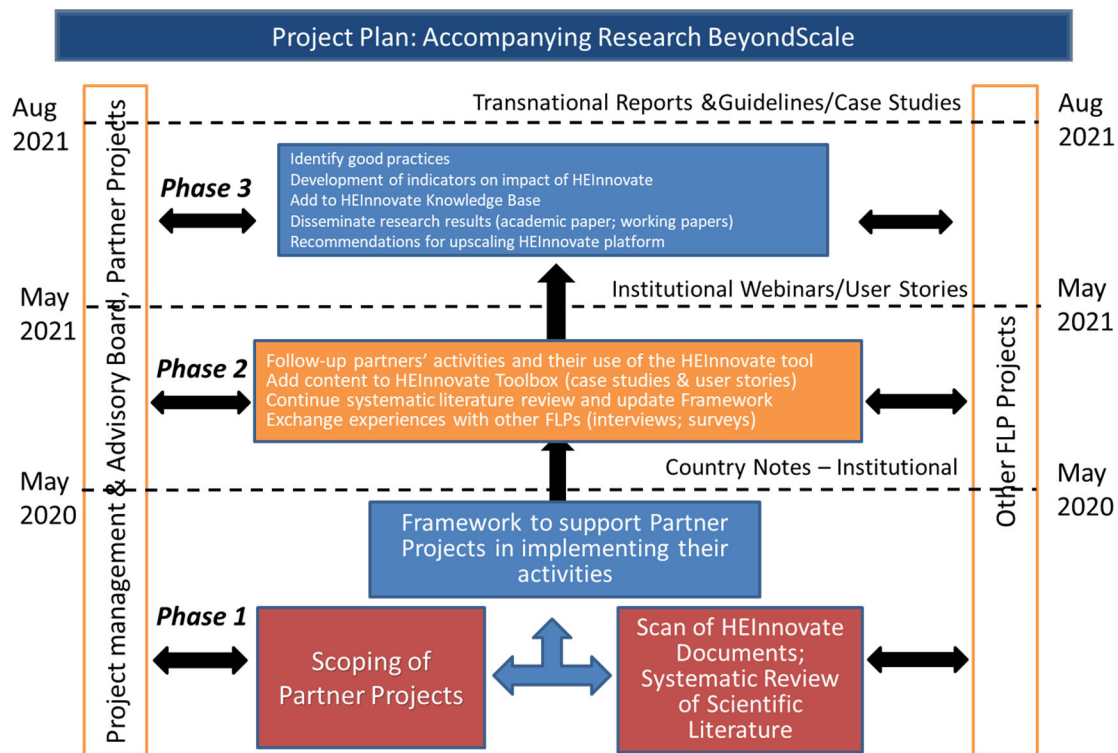 Project Plan: Accompanying Research BeyondScale
Transnational Reports &Guidelines/Case Studies
Aug
2021
Aug
2021
Phase 3
Identify good practices
Development of indicators on impact of HEInnovate
Add to HEInnovate Knowledge Base
Disseminate research results (academic paper; working papers)
Recommendations for upscaling HEInnovate platform
Institutional Webinars/User Stories
May
2021
May
2021
Phase 2
Follow-up partners’ activities and their use of the HEInnovate tool
Add content to HEInnovate Toolbox (case studies & user stories)
Continue systematic literature review and update Framework
Exchange experiences with other FLPs (interviews; surveys)
Country Notes – Institutional
May
2020
May
2020
Framework to support Partner
Projects in implementing their
activities
Phase 1
Scoping of
Partner Projects
Scan of HEInnovate
Documents;
Systematic Review
of Scientific
Literature
Project management & Advisory Board, Partner Projects
Other FLP Projects